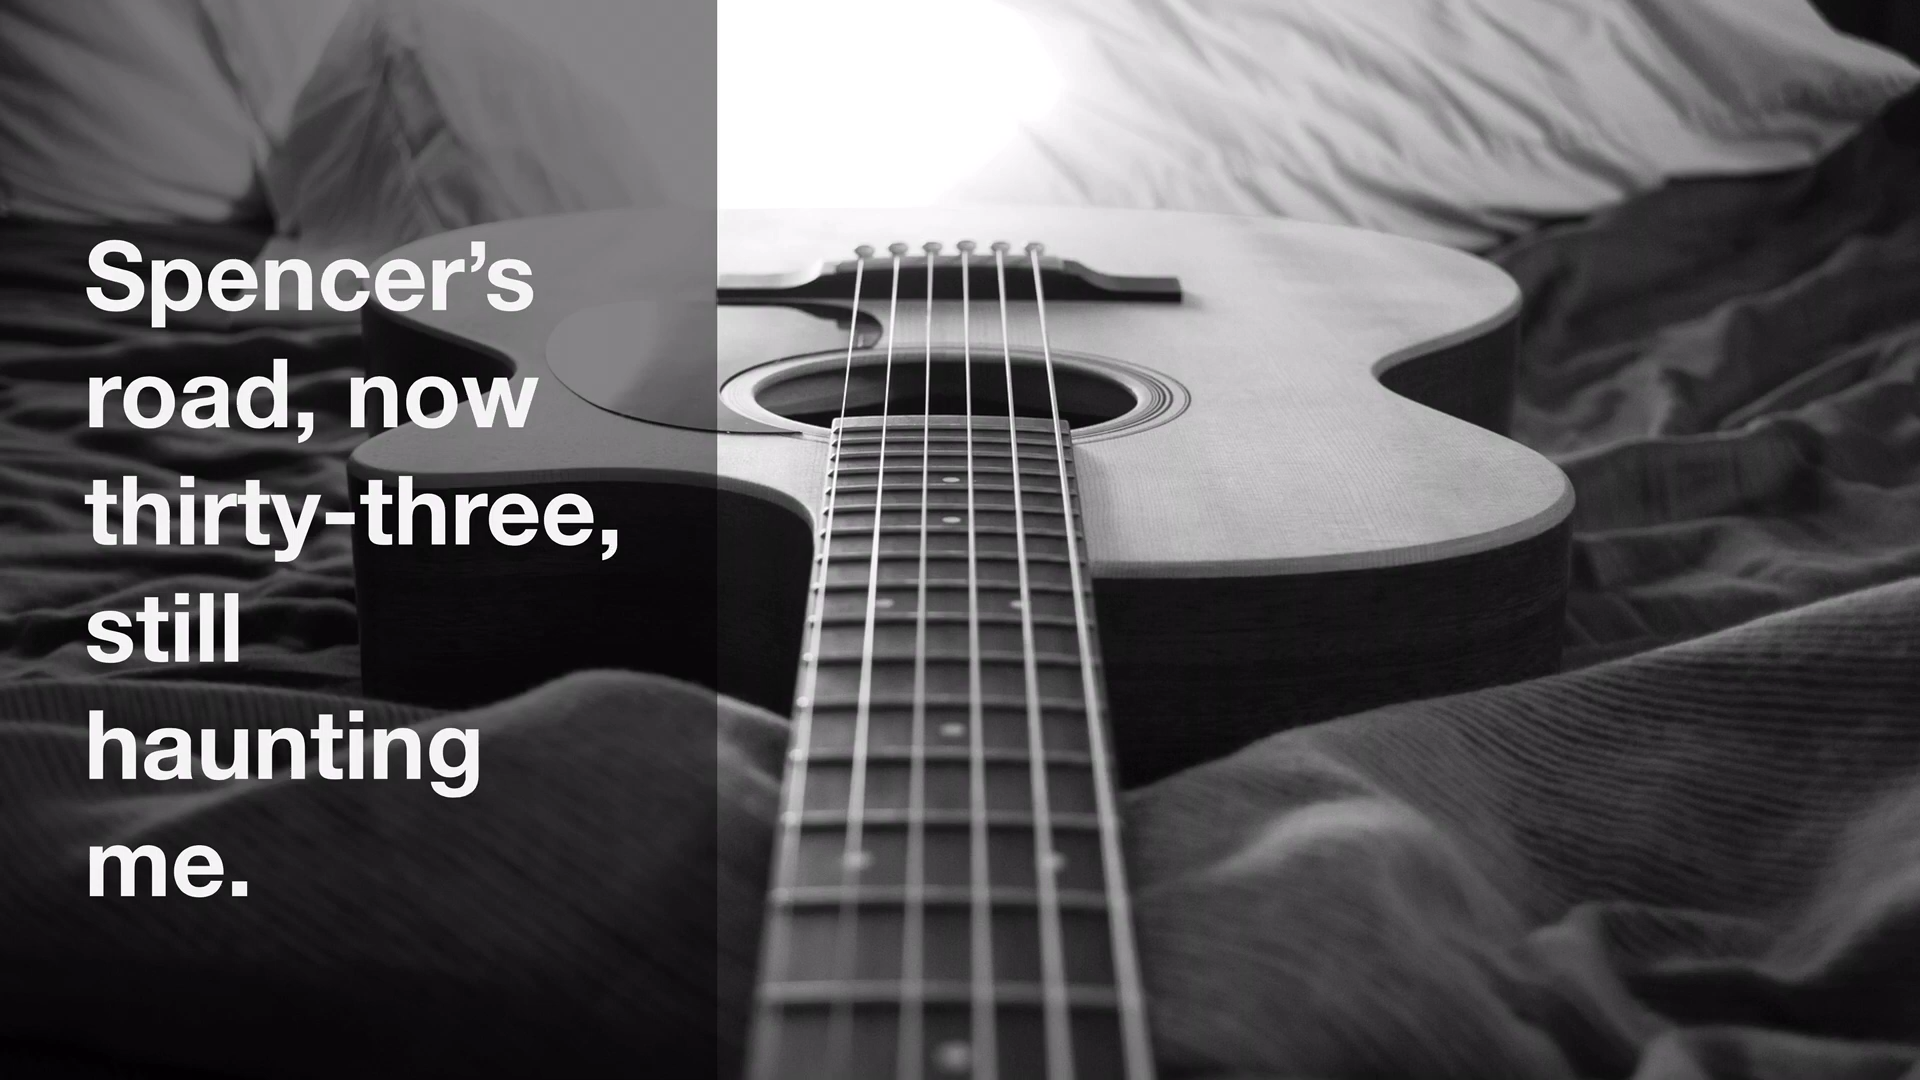 Spencer’s
road, now
thirty-three,
still
haunting
me.